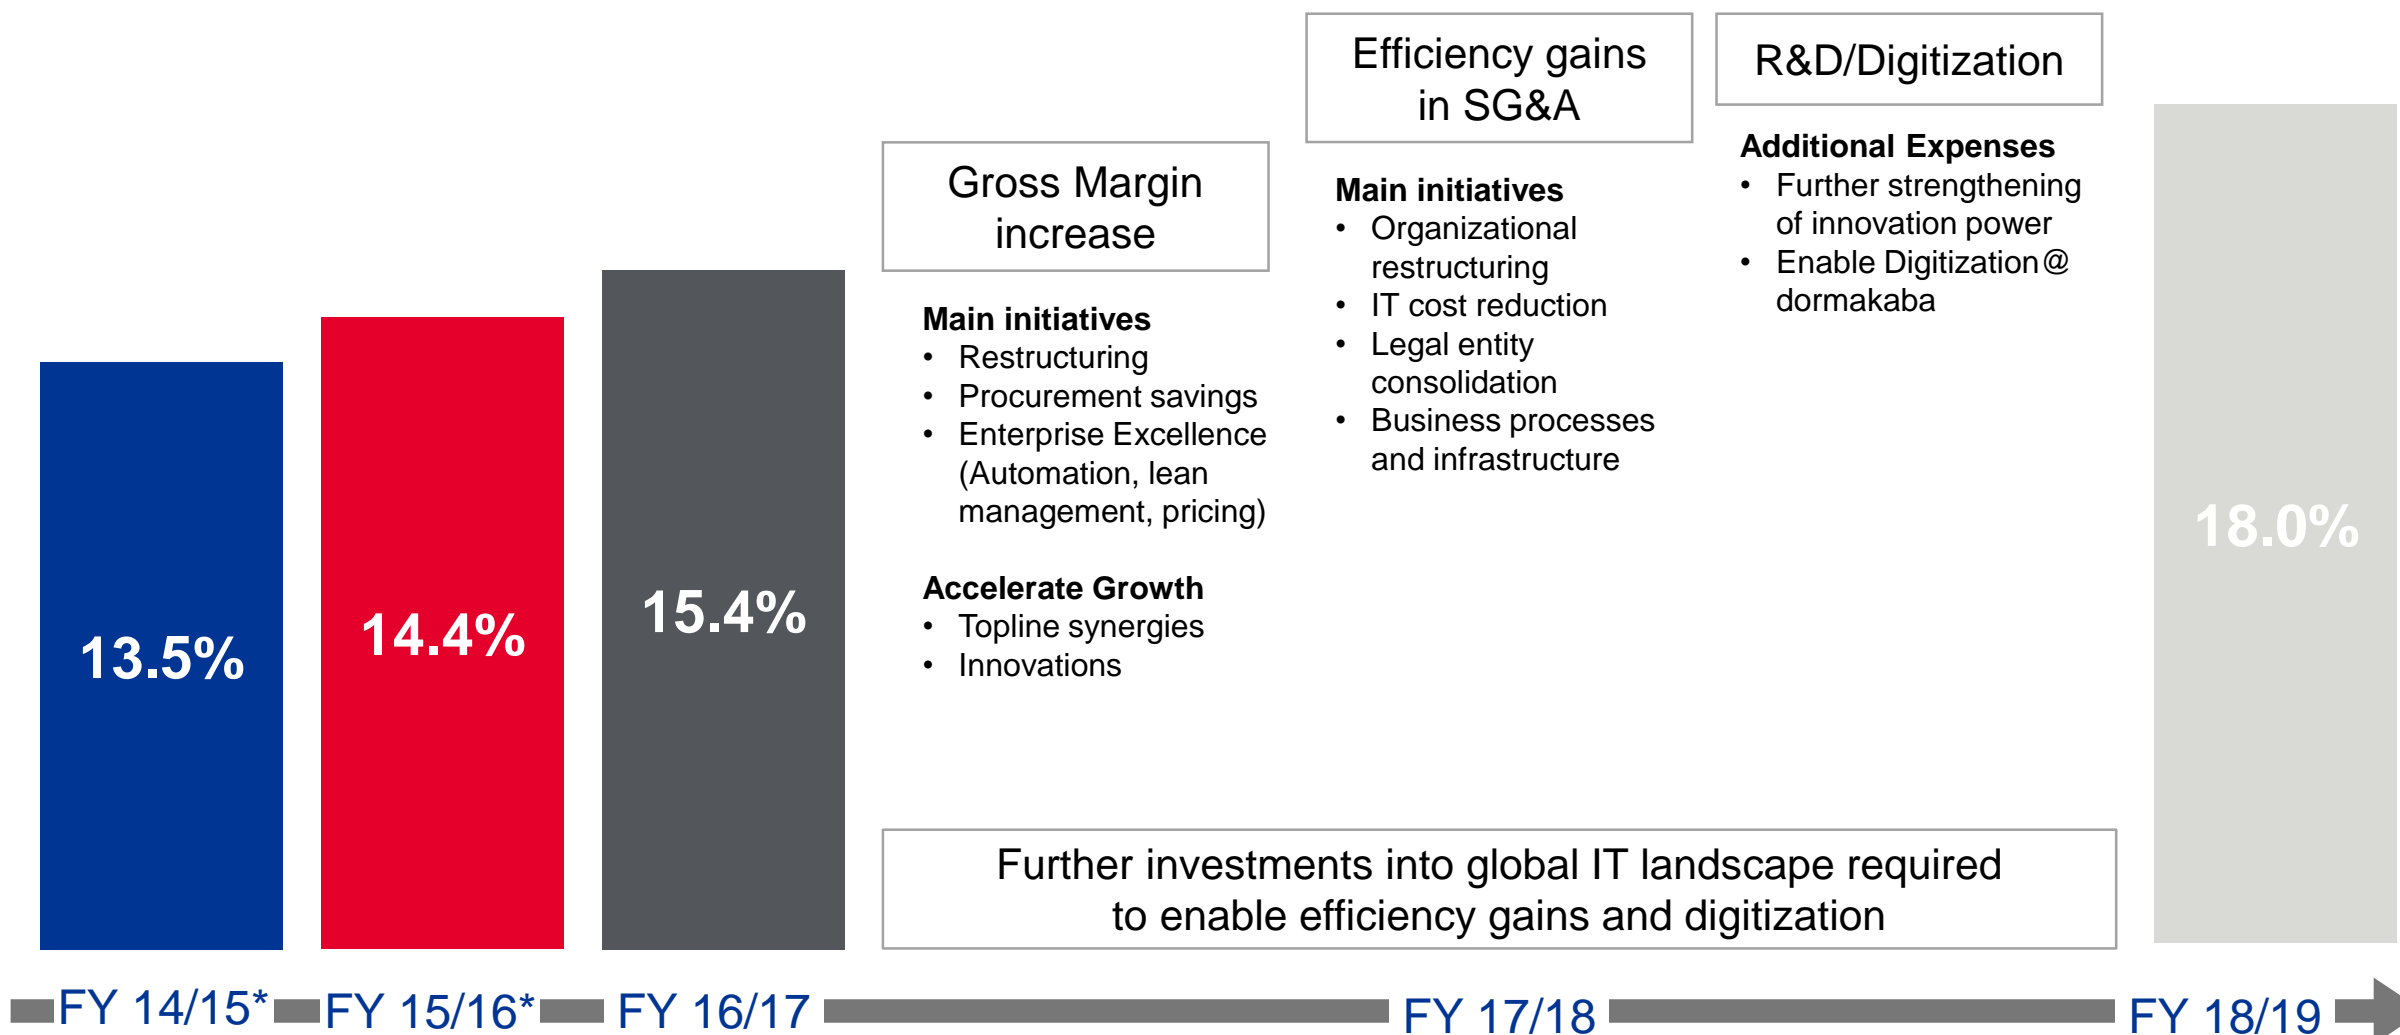 13.5%
14.4%
15.4%
Gross Margin
increase
Main initiatives
• Restructuring
• Procurement savings
• Enterprise Excellence
(Automation, lean
management, pricing)
Accelerate Growth
• Topline synergies
• Innovations
Efficiency gains
in SG&A
Main initiatives
• Organizational
restructuring
• IT cost reduction
• Legal entity
consolidation
• Business processes
and infrastructure
R&D/Digitization
Additional Expenses
• Further strengthening
of innovation power
• Enable Digitization@
dormakaba
18.0%
Further investments into global IT landscape required
to enable efficiency gains and digitization
FY 14/15*
FY 15/16*
FY 16/17
FY 17/18
FY 18/19